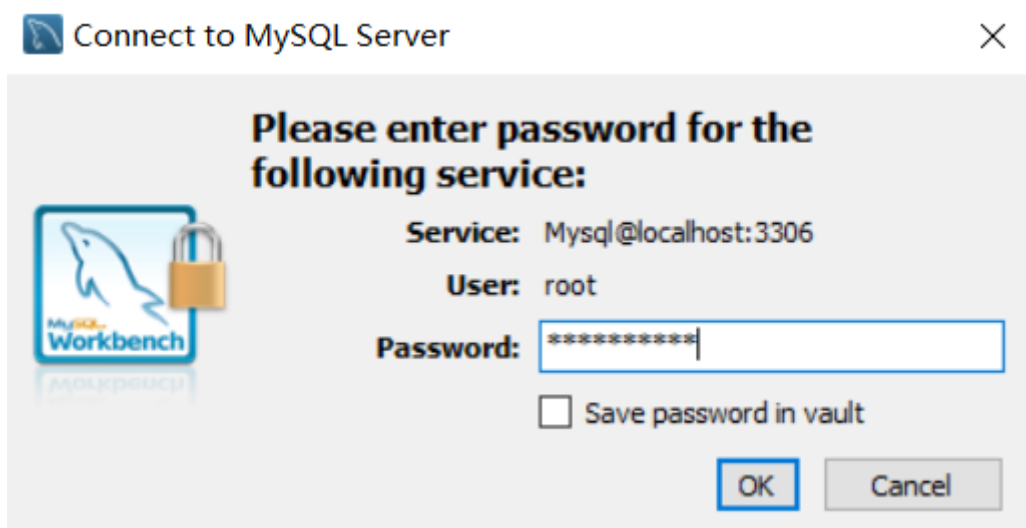 Connect to MySQL Server
Please enter password for the
following service:
Service: Mysql@localhost:3306
User: root
Password: **********
Save password in vault
MySQL
Workbench
OK Cancel